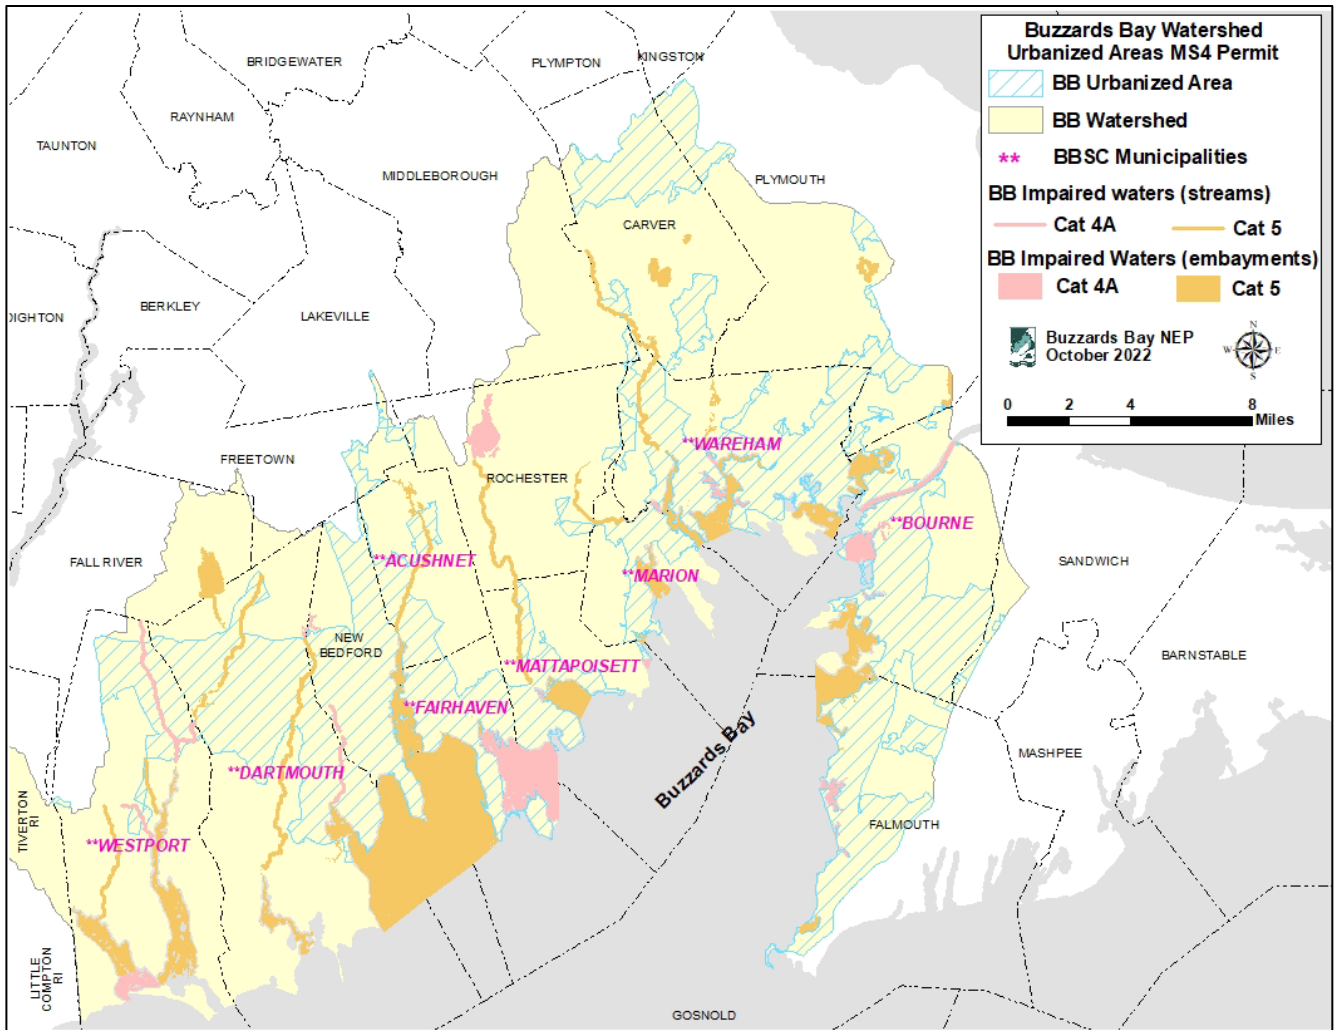 Buzzards Bay Watershed
Urbanized Areas MS4 Permit
BB Urbanized Area
BB Watershed
** BBSC Municipalities
BB Impaired waters (streams)
Cat 4A
Cat 5
BB Impaired Waters (embayments)
Cat 4A
Cat 5
Buzzards Bay NEP
October 2022
N
W
E
S
0 2 4 8
Miles
KINGSTON
BRIDGEWATER
PLYMPTON
RAYNHAM
TAUNTON
MIDDLEBOROUGH
PLYMOUTH
CARVER
BERKLEY
IGHTON
LAKEVILLE
**WAREHAM
FREETOWN
ROCHESTER
**BOURNE
FALL RIVER
**ACUSHNET
SANDWICH
**MARION
NEW
BEDFORD
BARNSTABLE
**MATTAPOISETT
**FAIRHAVEN
Buzzards Bay
MASHPEE
**DARTMOUTH
TIVERTON
RI
FALMOUTH
**WESTPORT
LITTLE
COMPTON
RI
GOSNOLD